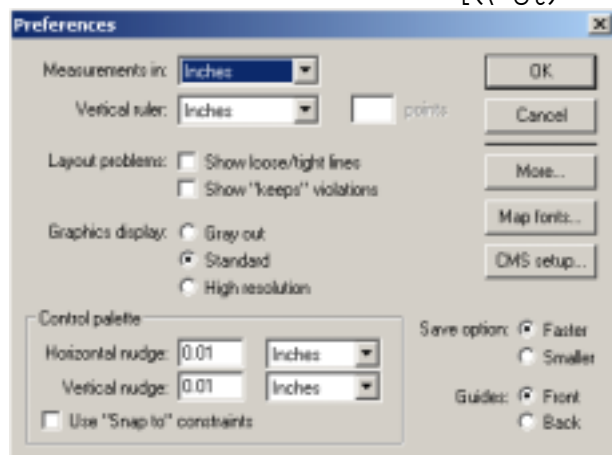 Preferences
Measurements in: Inches
OK
Vertical ruler: Inches points
Cancel
Layout problems: Show loose/tight lines
More...
Show "keeps" violations
Map fonts...
Graphics display: Gray out
Standard
CMS setup...
High resolution
Control palette
Save option: Faster
Horizontal nudge: 0.01 Inches
Smaller
Vertical nudge: 0.01 Inches
Guides: Front
Use "Snap to" constraints
Back